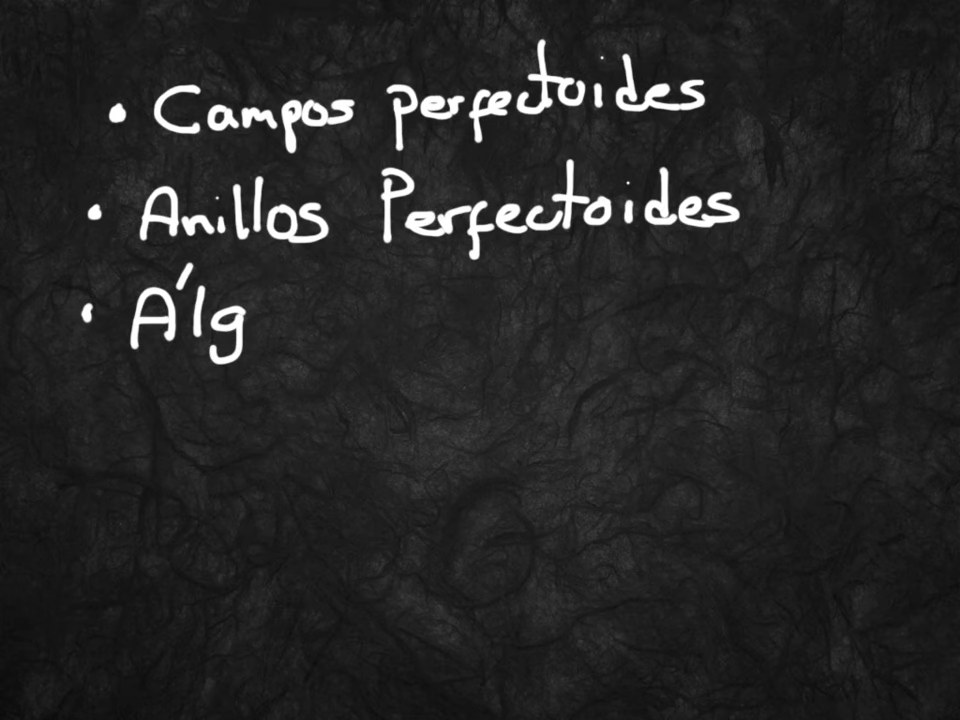 • Campos perfectoides
• Anillos Perfectoides
• Álg